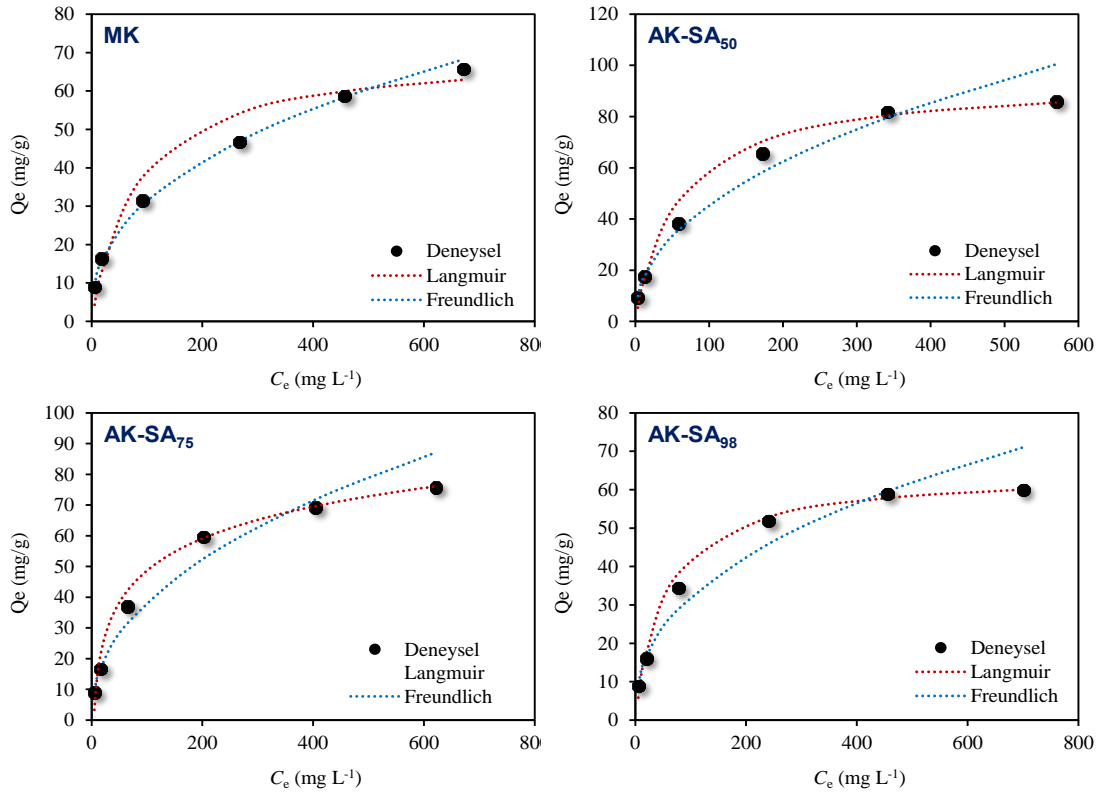 MK
80
70
60
50
40
30
20
10
0
Qe (mg/g)
Deneysel
Langmuir
Freundlich
0 200 400 600 80
Ce (mg L-1)
AK-SA50
120
100
80
60
40
20
0
Qe (mg/g)
Deneysel
Langmuir
Freundlich
0 100 200 300 400 500 600
Ce (mg L-1)
AK-SA75
100
90
80
70
60
50
40
30
20
10
0
Qe (mg/g)
Deneysel
Langmuir
Freundlich
0 200 400 600 80
Ce (mg L-1)
AK-SA98
80
70
60
50
40
30
20
10
0
Qe (mg/g)
Deneysel
Langmuir
Freundlich
0 200 400 600 800
Ce (mg L-1)